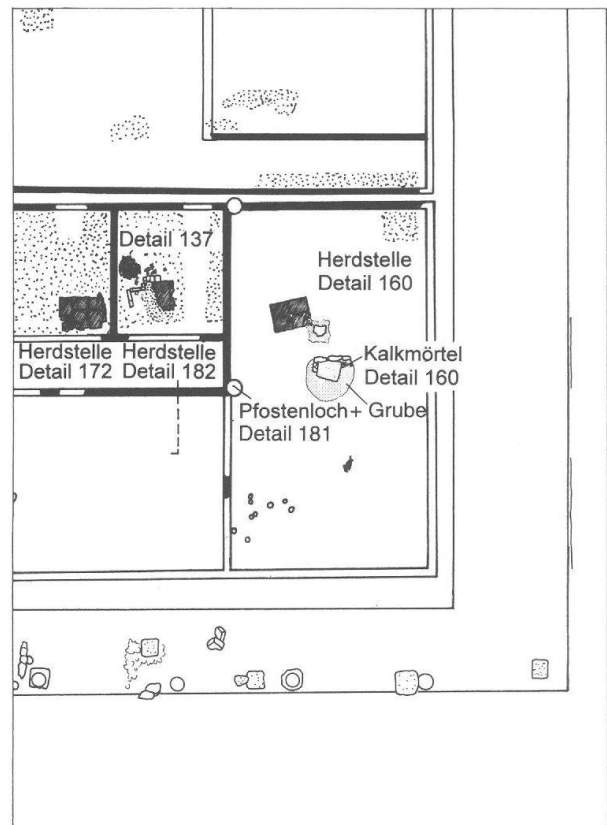 Detail 137
Herdstelle
Detail 160
Herdstelle
Detail 172
Herdstelle
Detail 182
Kalkmörtel
Detail 160
Pfostenloch+ Grube
Detail 181